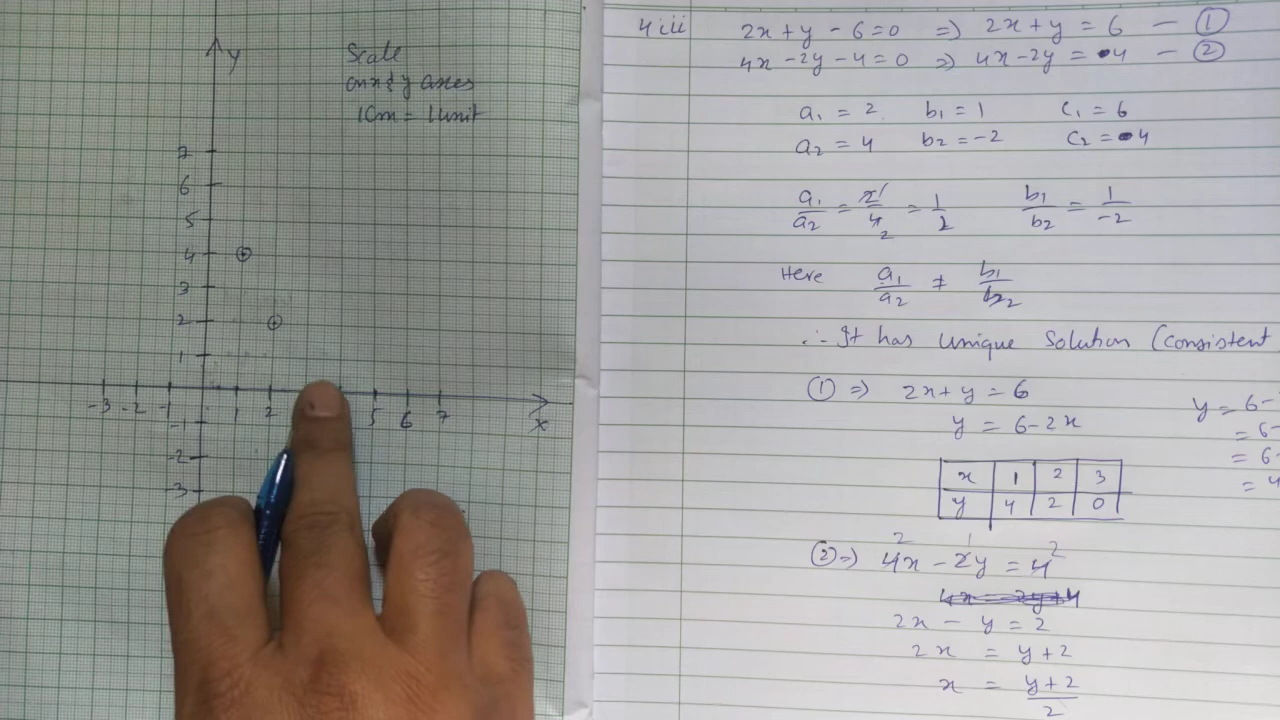 y
Scale
on x & y axes
1cm = 1unit
7
6
5
4
3
2
1
-3 -2 -1 1 2 5 6 7
x
-1
-2
-3
4iii 2x + y - 6 = 0 ⇒ 2x + y = 6 — ①
4x - 2y - 4 = 0 ⇒ 4x - 2y = 4 — ②
a₁ = 2 b₁ = 1 c₁ = 6
a₂ = 4 b₂ = -2 c₂ = 4
a₁/a₂ = 2/4 = 1/2 b₁/b₂ = 1/-2
Here a₁/a₂ ≠ b₁/b₂
∴ It has unique solution (consistent
① ⇒ 2x + y = 6
y = 6 - 2x
x 1 2 3
y 4 2 0
y = 6 -
= 6 -
= 6 -
= 4
② ⇒ 4x - 2y = 4
2x - y = 2
2x = y + 2
x = y + 2 / 2